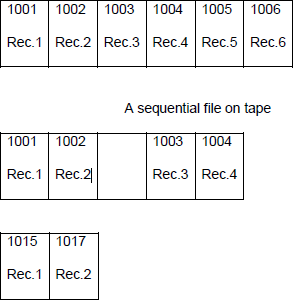 1001 1002 1003 1004 1005 1006
Rec.1 Rec.2 Rec.3 Rec.4 Rec.5 Rec.6
A sequential file on tape
1001 1002 1003 1004
Rec.1 Rec.2 Rec.3 Rec.4
1015 1017
Rec.1 Rec.2